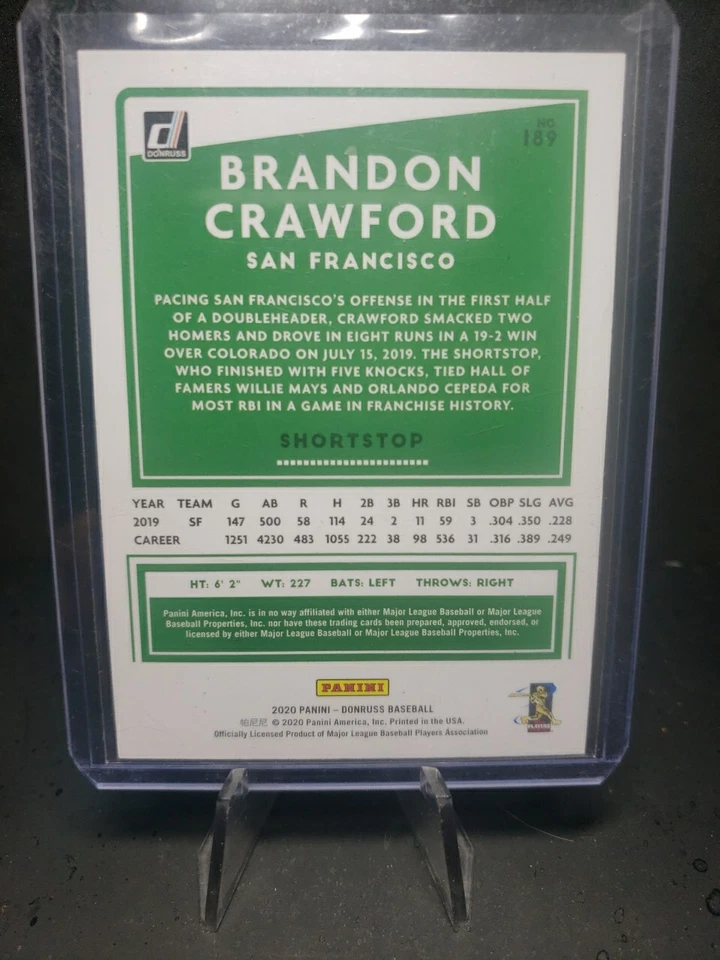 DONRUSS
NO
189
BRANDON
CRAWFORD
SAN FRANCISCO
PACING SAN FRANCISCO'S OFFENSE IN THE FIRST HALF
OF A DOUBLEHEADER, CRAWFORD SMACKED TWO
HOMERS AND DROVE IN EIGHT RUNS IN A 19-2 WIN
OVER COLORADO ON JULY 15, 2019. THE SHORTSTOP,
WHO FINISHED WITH FIVE KNOCKS, TIED HALL OF
FAMERS WILLIE MAYS AND ORLANDO CEPEDA FOR
MOST RBI IN A GAME IN FRANCHISE HISTORY.
SHORTSTOP
YEAR TEAM G AB R H 2B 3B HR RBI SB OBP SLG AVG
2019 SF 147 500 58 114 24 2 11 59 3 .304 .350 .228
CAREER 1251 4230 483 1055 222 38 98 536 31 .316 .389 .249
HT: 6' 2" WT: 227 BATS: LEFT THROWS: RIGHT
Panini America, Inc. is in no way affiliated with either Major League Baseball or Major League
Baseball Properties, Inc. nor have these trading cards been prepared, approved, endorsed, or
licensed by either Major League Baseball or Major League Baseball Properties, Inc.
PANINI
2020 PANINI – DONRUSS BASEBALL
帕尼尼 © 2020 Panini America, Inc. Printed in the USA.
Officially Licensed Product of Major League Baseball Players Association
PLAYERS